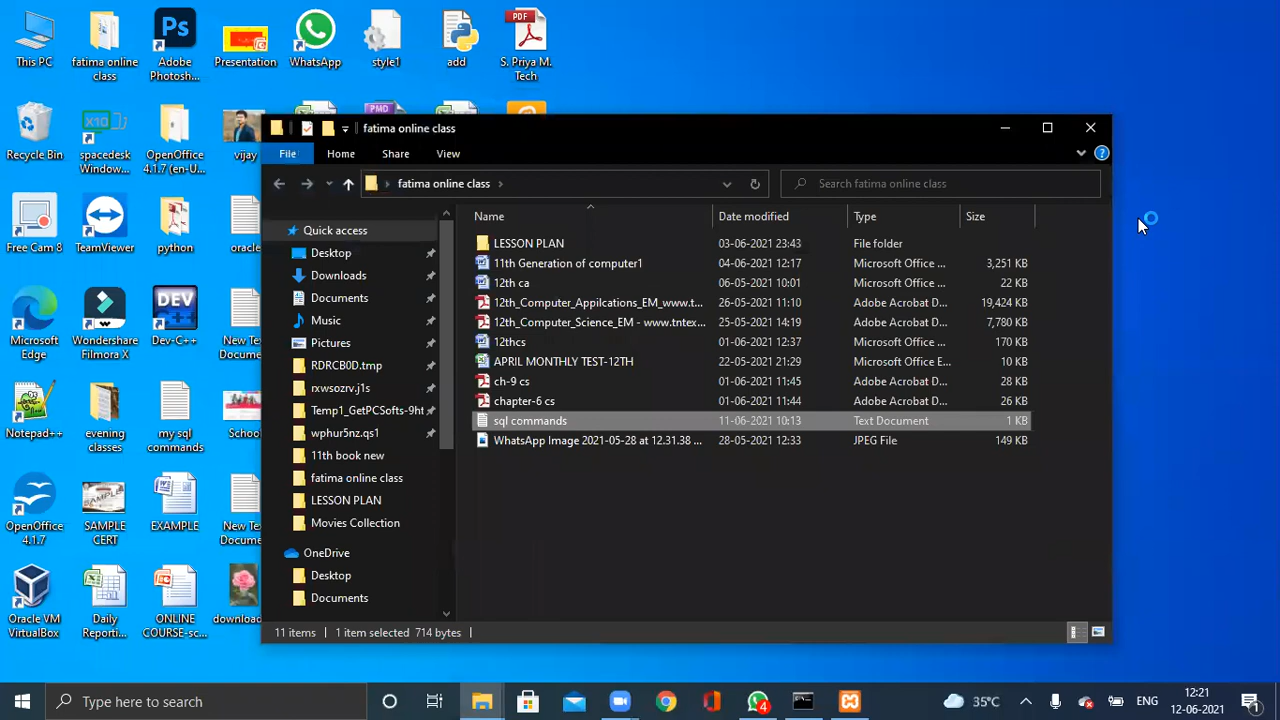 This PC
fatima online class
Ps
Adobe Photosh...
Presentation
WhatsApp
style1
add
PDF
S. Priya M. Tech
Recycle Bin
X10
spacedesk Window...
OpenOffice 4.1.7 (en-U...
vijay
PMD
Free Cam 8
TeamViewer
python
oracle
Microsoft Edge
Wondershare Filmora X
DEV
Dev-C++
New Te
Docume
Notepad++
evening classes
my sql commands
School
OpenOffice 4.1.7
SAMPLE CERT
EXAMPLE
New Te
Docume
Oracle VM VirtualBox
Daily Reportin...
ONLINE COURSE-sc...
download
fatima online class
File
Home
Share
View
fatima online class
Search fatima online class
Name
Date modified
Type
Size
Quick access
Desktop
Downloads
Documents
Music
Pictures
RDRCB0D.tmp
rxwsozrv.j1s
Temp1_GetPCSofts-9ht
wphur5nz.qs1
11th book new
fatima online class
LESSON PLAN
Movies Collection
OneDrive
Desktop
Documents
LESSON PLAN 03-06-2021 23:43 File folder
11th Generation of computer1 04-06-2021 12:17 Microsoft Office ... 3,251 KB
12th ca 06-06-2021 10:01 Microsoft Office ... 22 KB
12th_Computer_Appilcations_EM_www.t... 26-05-2021 11:10 Adobe Acrobat D... 19,424 KB
12th_Computer_Science_EM - www.tntex... 25-05-2021 14:19 Adobe Acrobat D... 7,780 KB
12thcs 01-06-2021 12:37 Microsoft Office ... 170 KB
APRIL MONTHLY TEST-12TH 22-05-2021 21:29 Microsoft Office E... 10 KB
ch-9 cs 01-06-2021 11:45 Adobe Acrobat D... 28 KB
chapter-6 cs 01-06-2021 11:44 Adobe Acrobat D... 26 KB
sql commands 11-06-2021 10:13 Text Document 1 KB
WhatsApp Image 2021-05-28 at 12.31.38 ... 28-05-2021 12:33 JPEG File 149 KB
11 items 1 item selected 714 bytes
Type here to search
4
35°C
ENG
12:21
12-06-2021
1